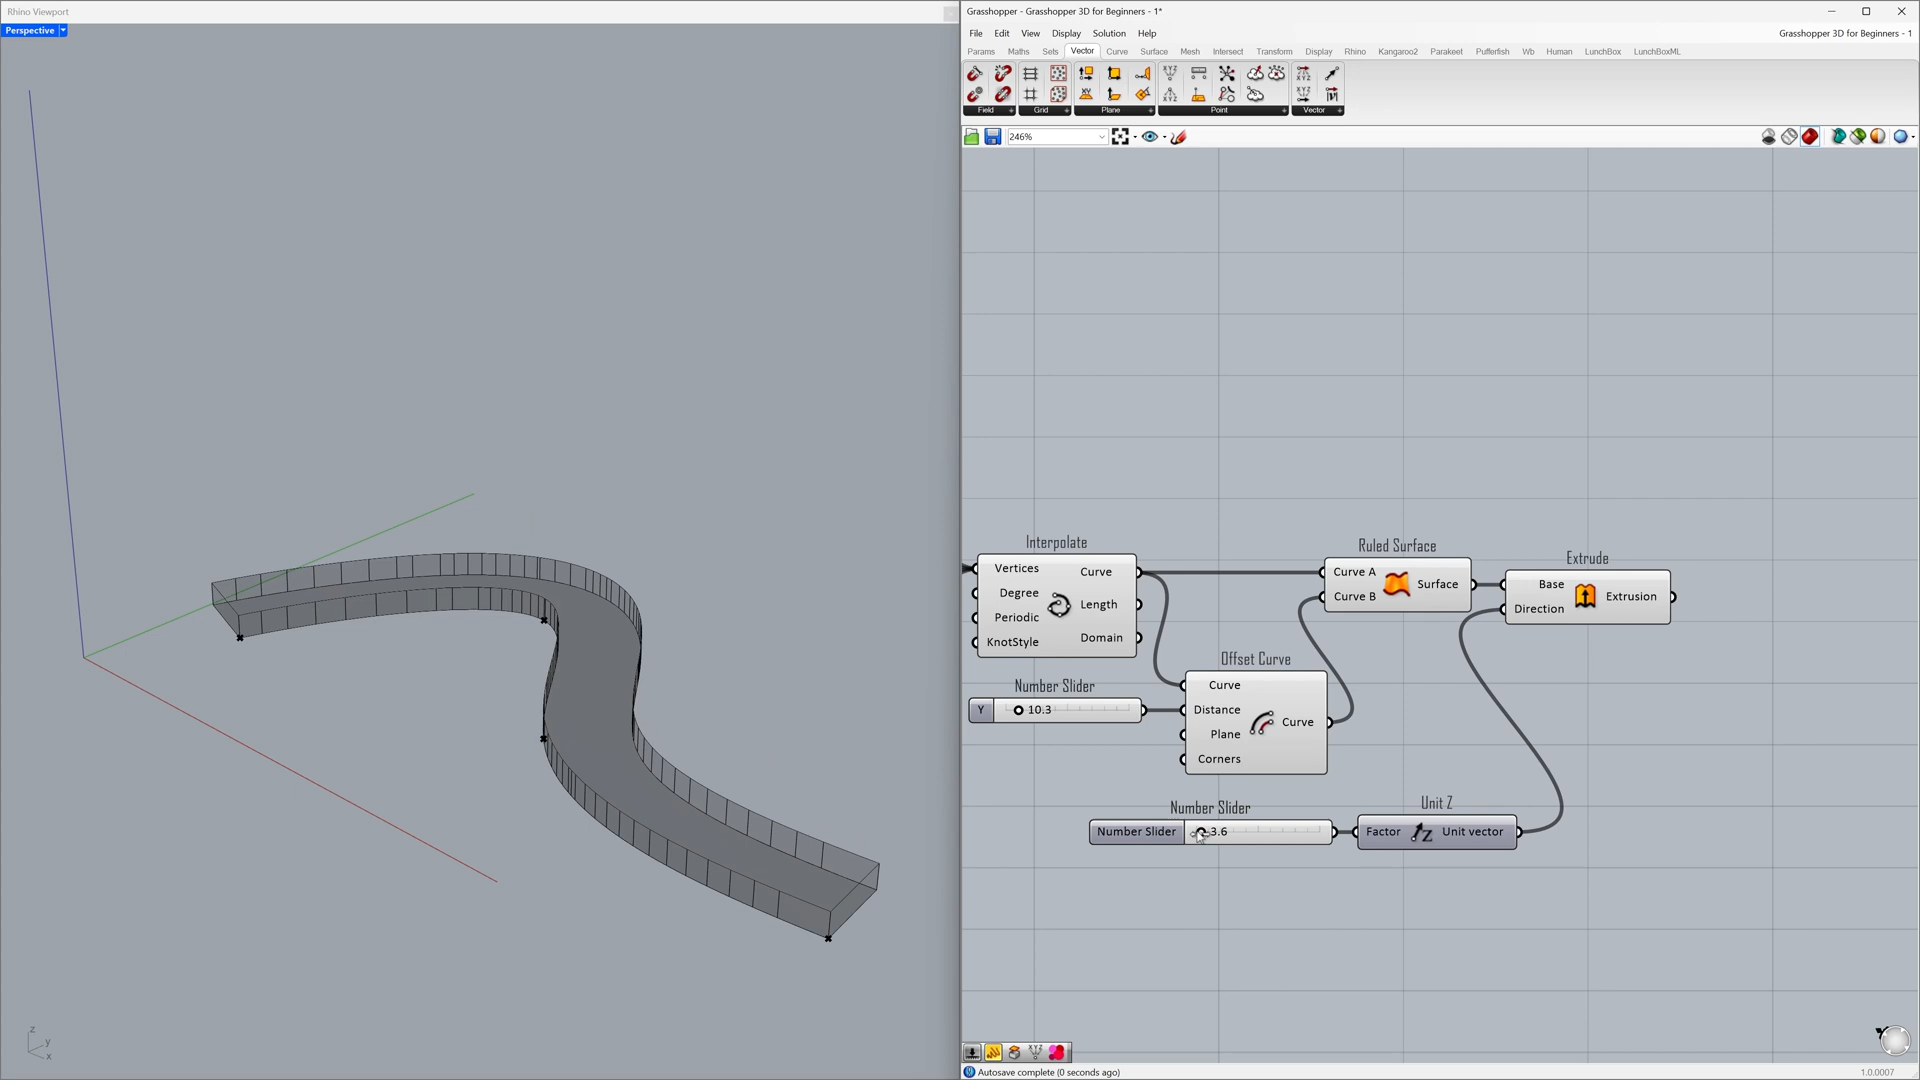 Rhino Viewport
Perspective
z
y
x
Grasshopper - Grasshopper 3D for Beginners - 1*
File Edit View Display Solution Help
Grasshopper 3D for Beginners - 1
Params Maths Sets Vector Curve Surface Mesh Intersect Transform Display Rhino Kangaroo2 Parakeet Pufferfish Wb Human LunchBox LunchBoxML
Field Grid Plane Point Vector
246%
Interpolate
Vertices
Degree
Periodic
KnotStyle
Curve
Length
Domain
Ruled Surface
Curve A
Curve B
Surface
Extrude
Base
Direction
Extrusion
Number Slider
Y 10.3
Offset Curve
Curve
Distance
Plane
Corners
Curve
Number Slider
Number Slider 3.6
Unit Z
Factor Z Unit vector
Autosave complete (0 seconds ago)
1.0.0007